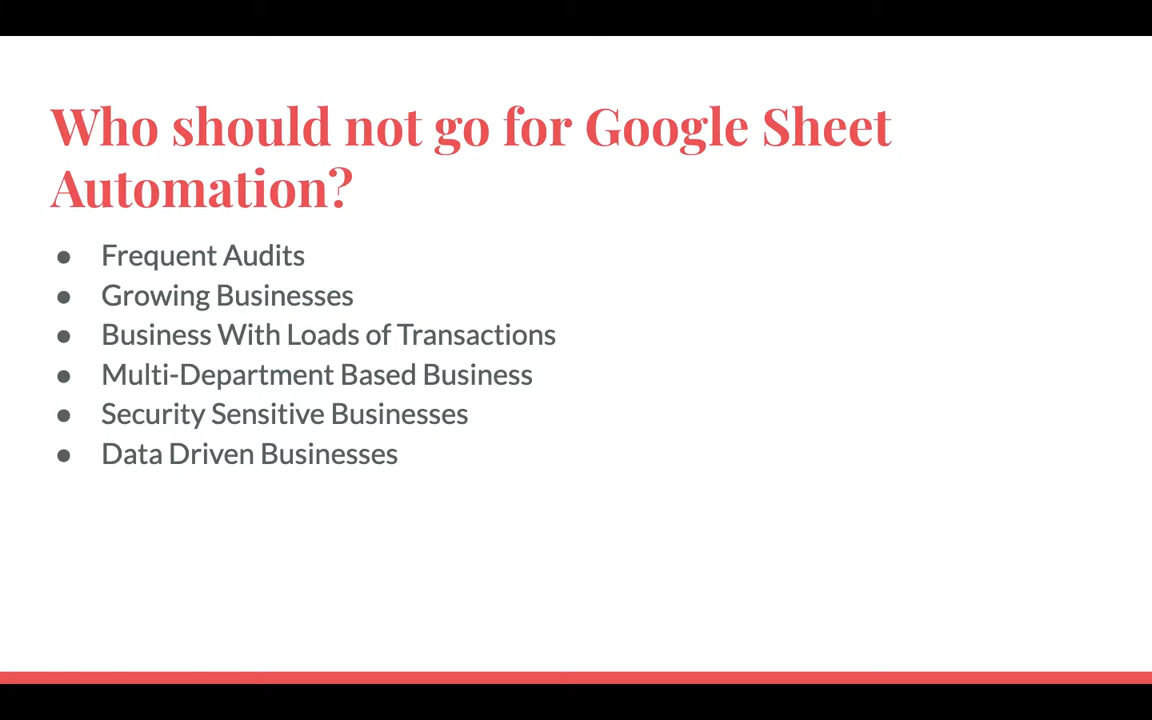 Who should not go for Google Sheet
Automation?
● Frequent Audits
● Growing Businesses
● Business With Loads of Transactions
● Multi-Department Based Business
● Security Sensitive Businesses
● Data Driven Businesses